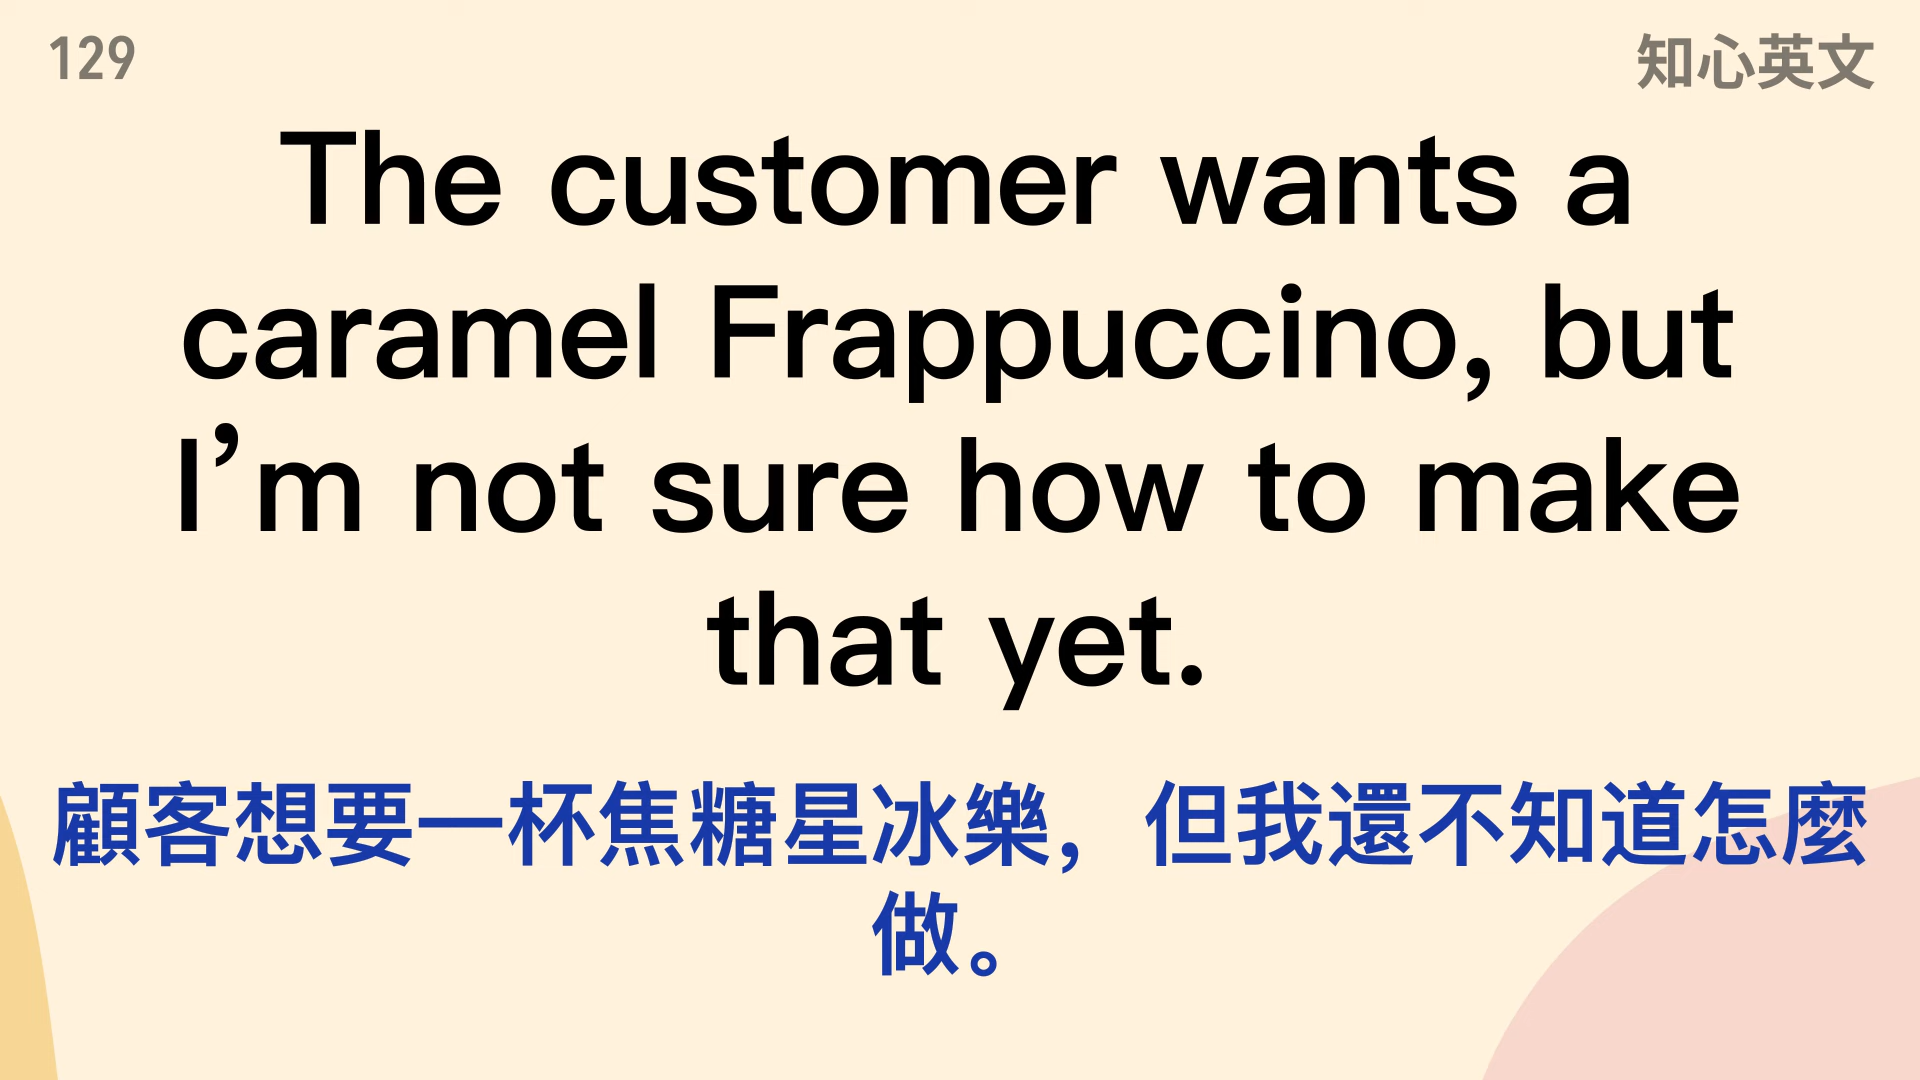 129
知心英文
The customer wants a
caramel Frappuccino, but
I’m not sure how to make
that yet.
顧客想要一杯焦糖星冰樂，但我還不知道怎麼
做。